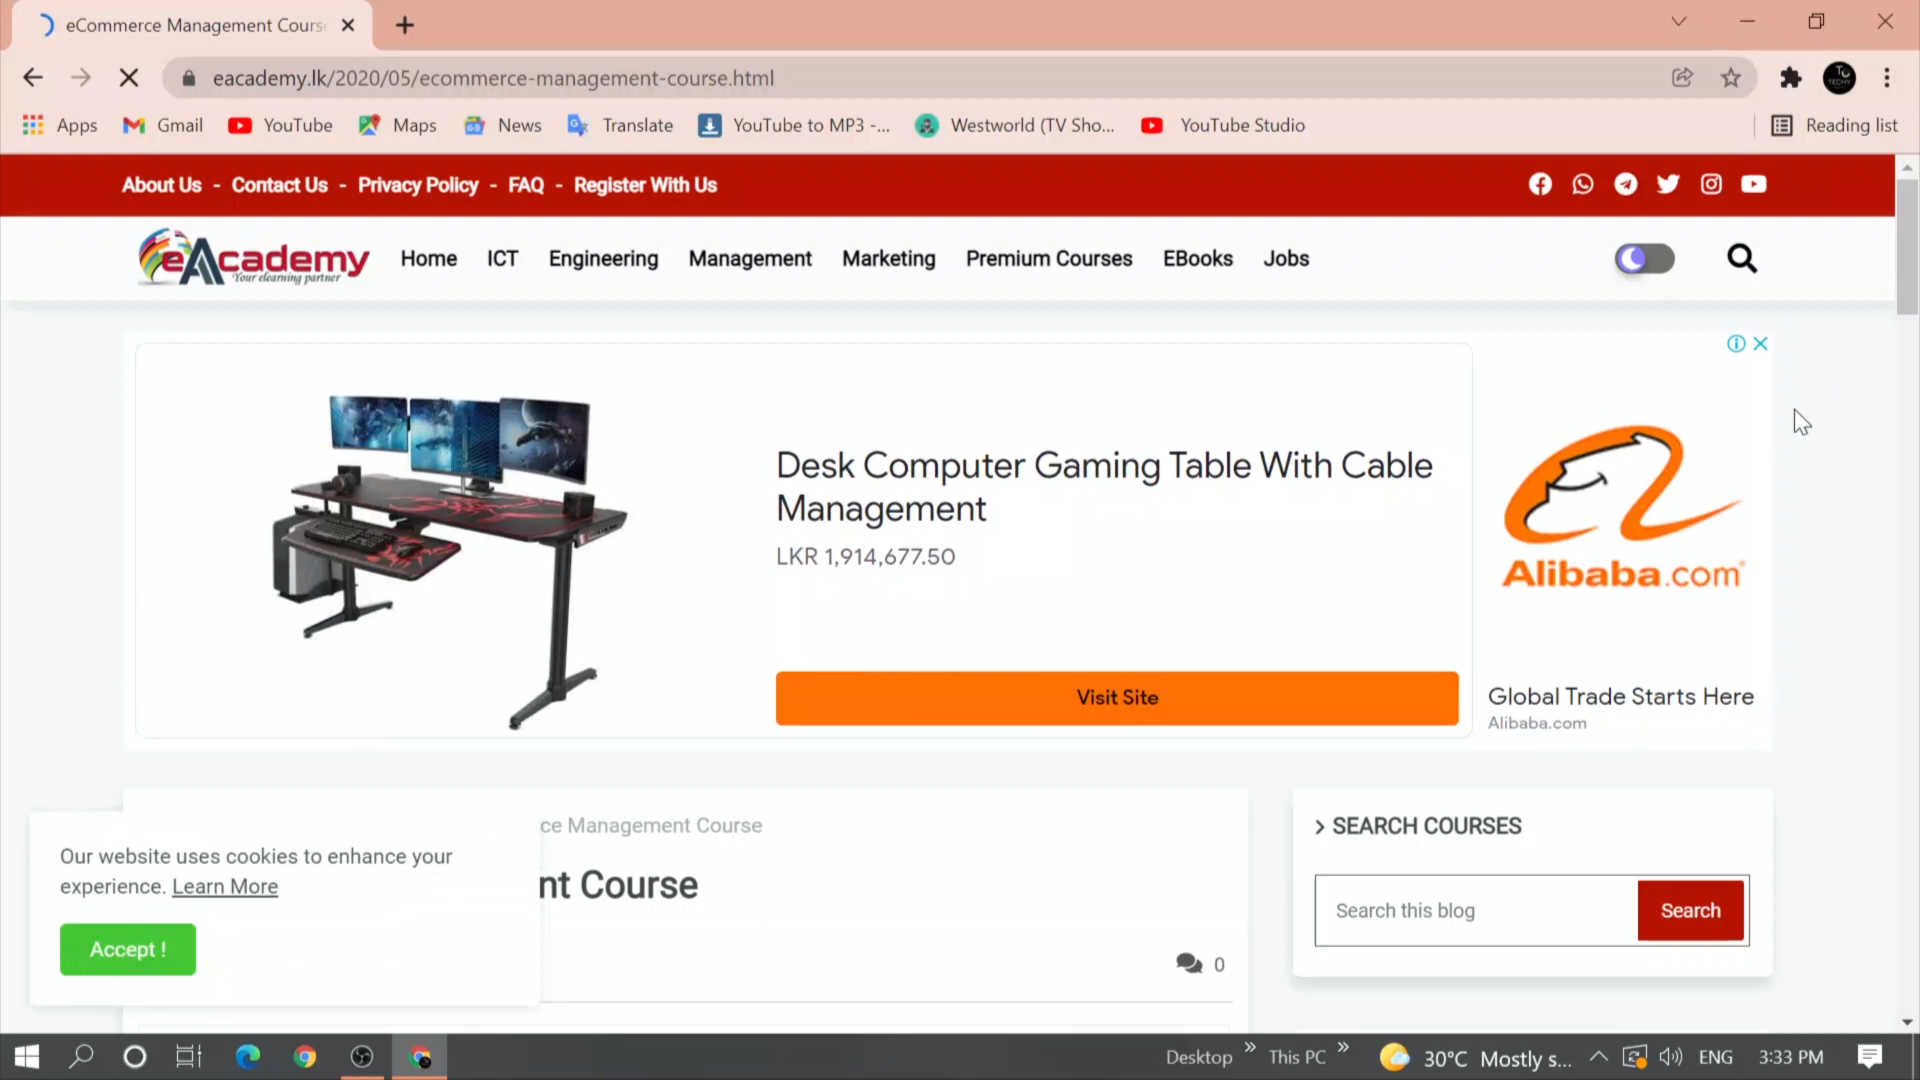 eCommerce Management Cours
eacademy.lk/2020/05/ecommerce-management-course.html
Apps Gmail YouTube Maps News Translate YouTube to MP3 -... Westworld (TV Sho... YouTube Studio Reading list
About Us - Contact Us - Privacy Policy - FAQ - Register With Us
eAcademy
Your elearning partner
Home ICT Engineering Management Marketing Premium Courses EBooks Jobs
Desk Computer Gaming Table With Cable
Management
LKR 1,914,677.50
Visit Site
Alibaba.com
Global Trade Starts Here
Alibaba.com
ce Management Course
nt Course
0
Our website uses cookies to enhance your
experience. Learn More
Accept !
SEARCH COURSES
Search this blog Search
Desktop » This PC » 30°C Mostly s... ENG 3:33 PM